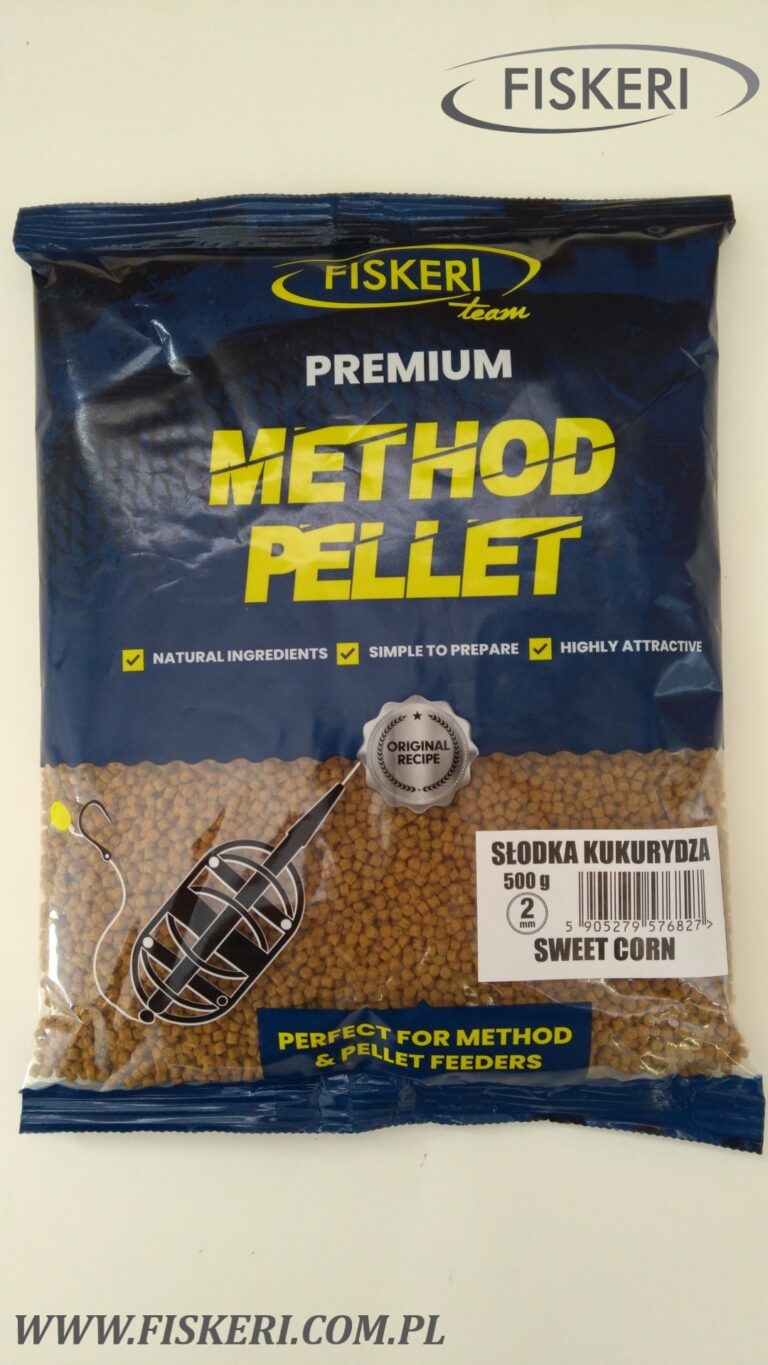 FISKERI
FISKERI
team
PREMIUM
METHOD
PELLET
NATURAL INGREDIENTS SIMPLE TO PREPARE HIGHLY ATTRACTIVE
ORIGINAL
RECIPE
SŁODKA KUKURYDZA
500 g
2
mm
5 905279 576827 >
SWEET CORN
PERFECT FOR METHOD
& PELLET FEEDERS
WWW.FISKERI.COM.PL